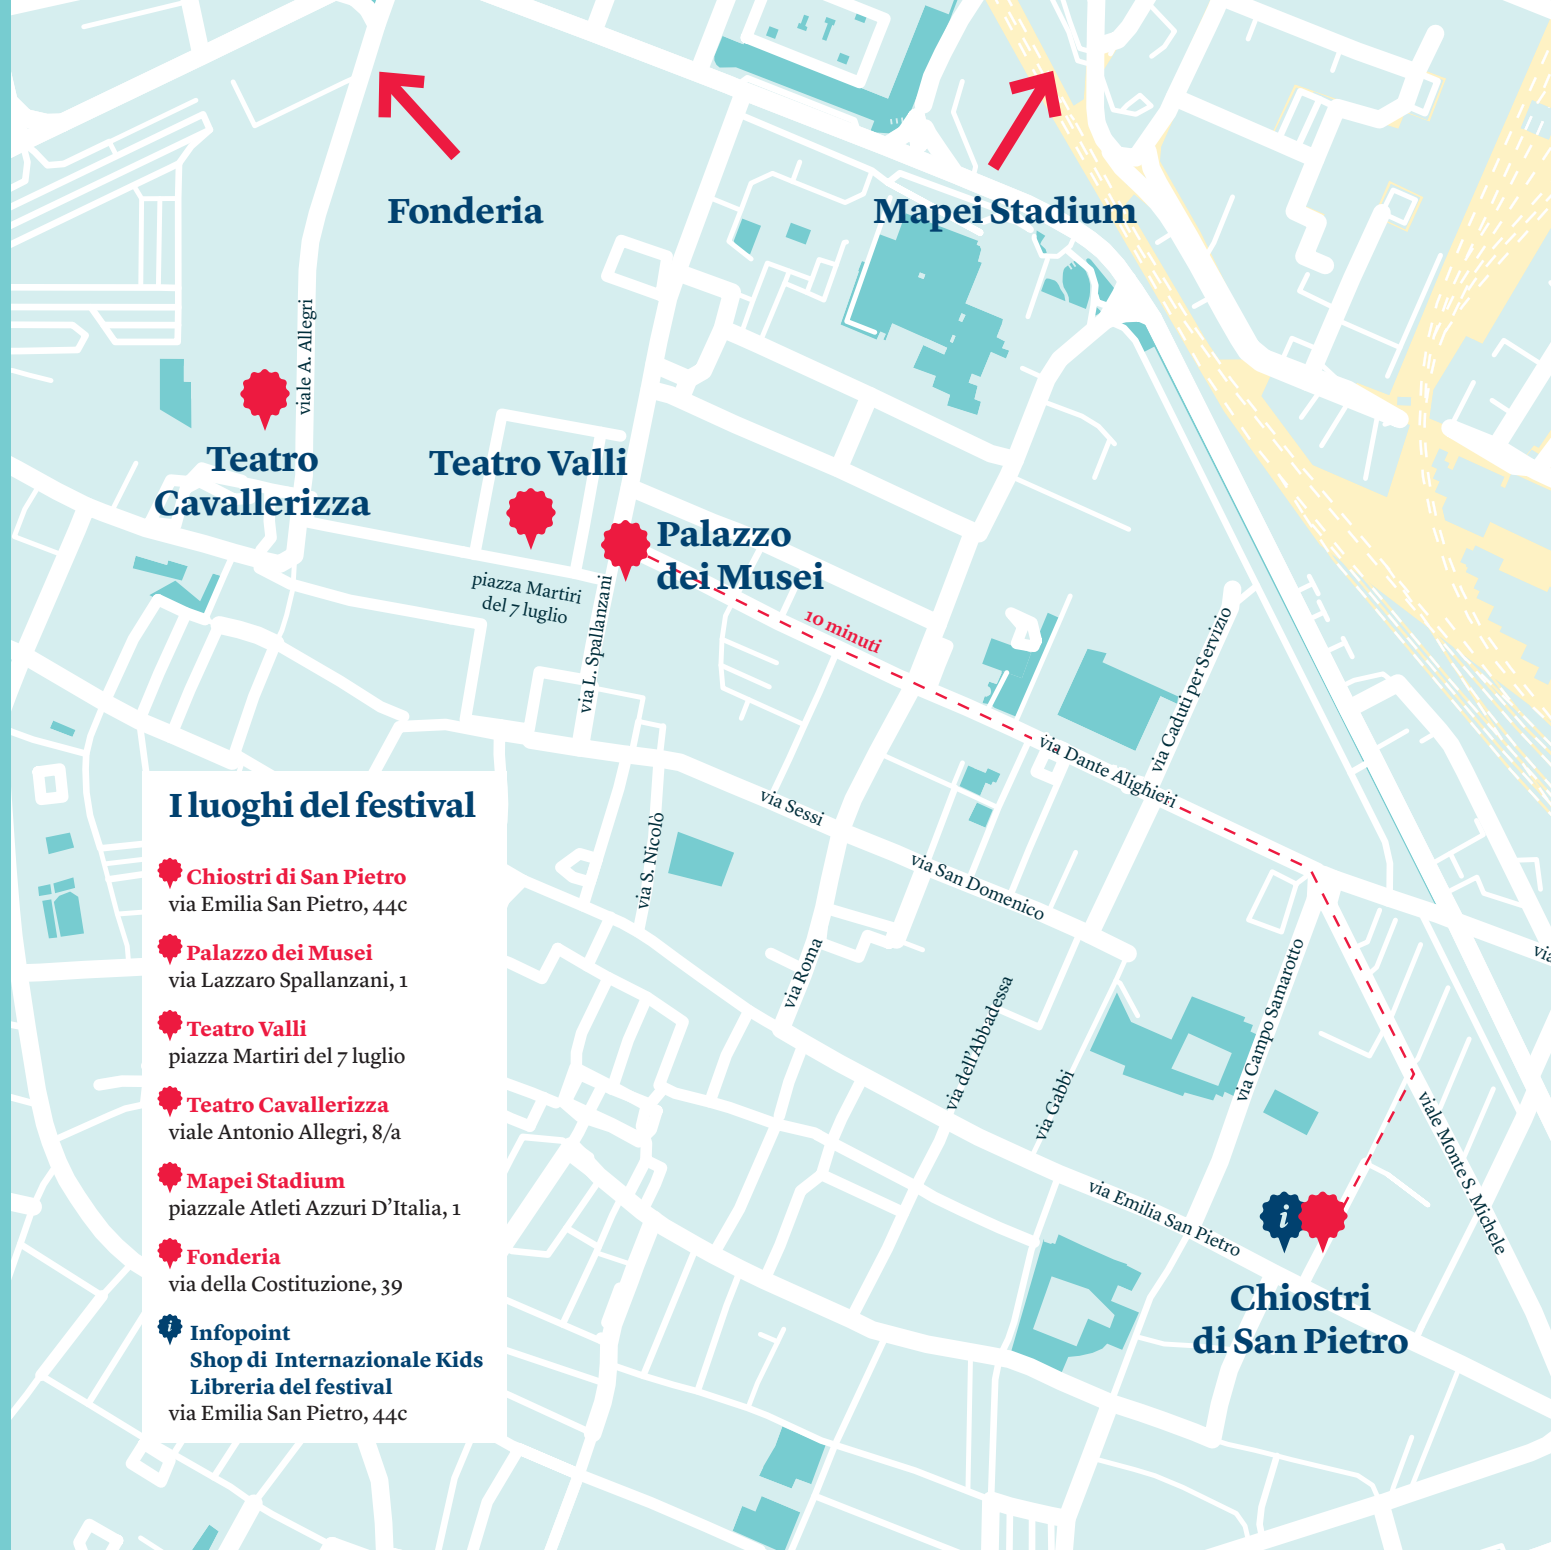 Fonderia
Mapei Stadium
viale A. Allegri
Teatro
Cavallerizza
Teatro Valli
Palazzo
dei Musei
piazza Martiri
del 7 luglio
via L. Spallanzani
10 minuti
via Caduti per Servizio
via Dante Alighieri
via Sessi
via S. Nicolò
via San Domenico
via Roma
via dell'Abbadessa
via Gabbi
via Campo Samarotto
via
viale Monte S. Michele
via Emilia San Pietro
i
Chiostri
di San Pietro
I luoghi del festival
Chiostri di San Pietro
via Emilia San Pietro, 44c
Palazzo dei Musei
via Lazzaro Spallanzani, 1
Teatro Valli
piazza Martiri del 7 luglio
Teatro Cavallerizza
viale Antonio Allegri, 8/a
Mapei Stadium
piazzale Atleti Azzuri D'Italia, 1
Fonderia
via della Costituzione, 39
i Infopoint
Shop di Internazionale Kids
Libreria del festival
via Emilia San Pietro, 44c